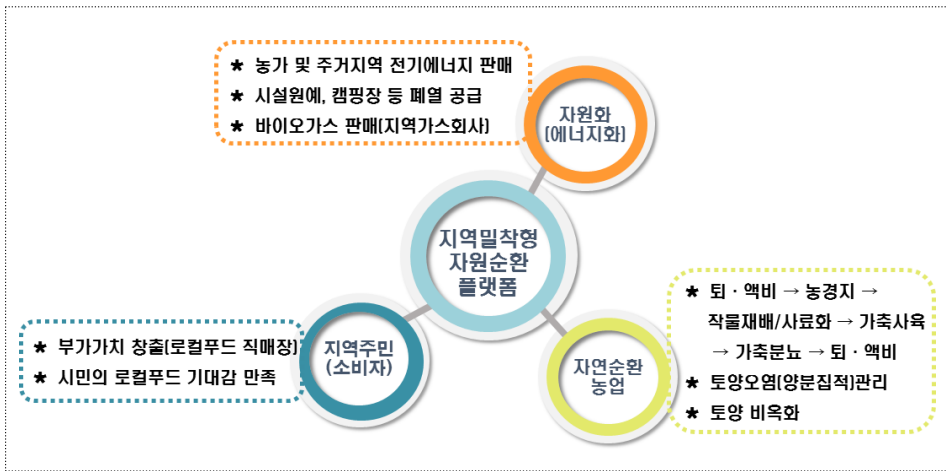 * 농가 및 주거지역 전기에너지 판매
* 시설원예, 캠핑장 등 폐열 공급
* 바이오가스 판매(지역가스회사)
자원화
(에너지화)
지역밀착형
자원순환
플랫폼
* 퇴 · 액비 → 농경지 →
작물재배/사료화 → 가축사육
→ 가축분뇨 → 퇴 · 액비
* 토양오염(양분집적)관리
* 토양 비옥화
자연순환
농업
지역주민
(소비자)
* 부가가치 창출(로컬푸드 직매장)
* 시민의 로컬푸드 기대감 만족